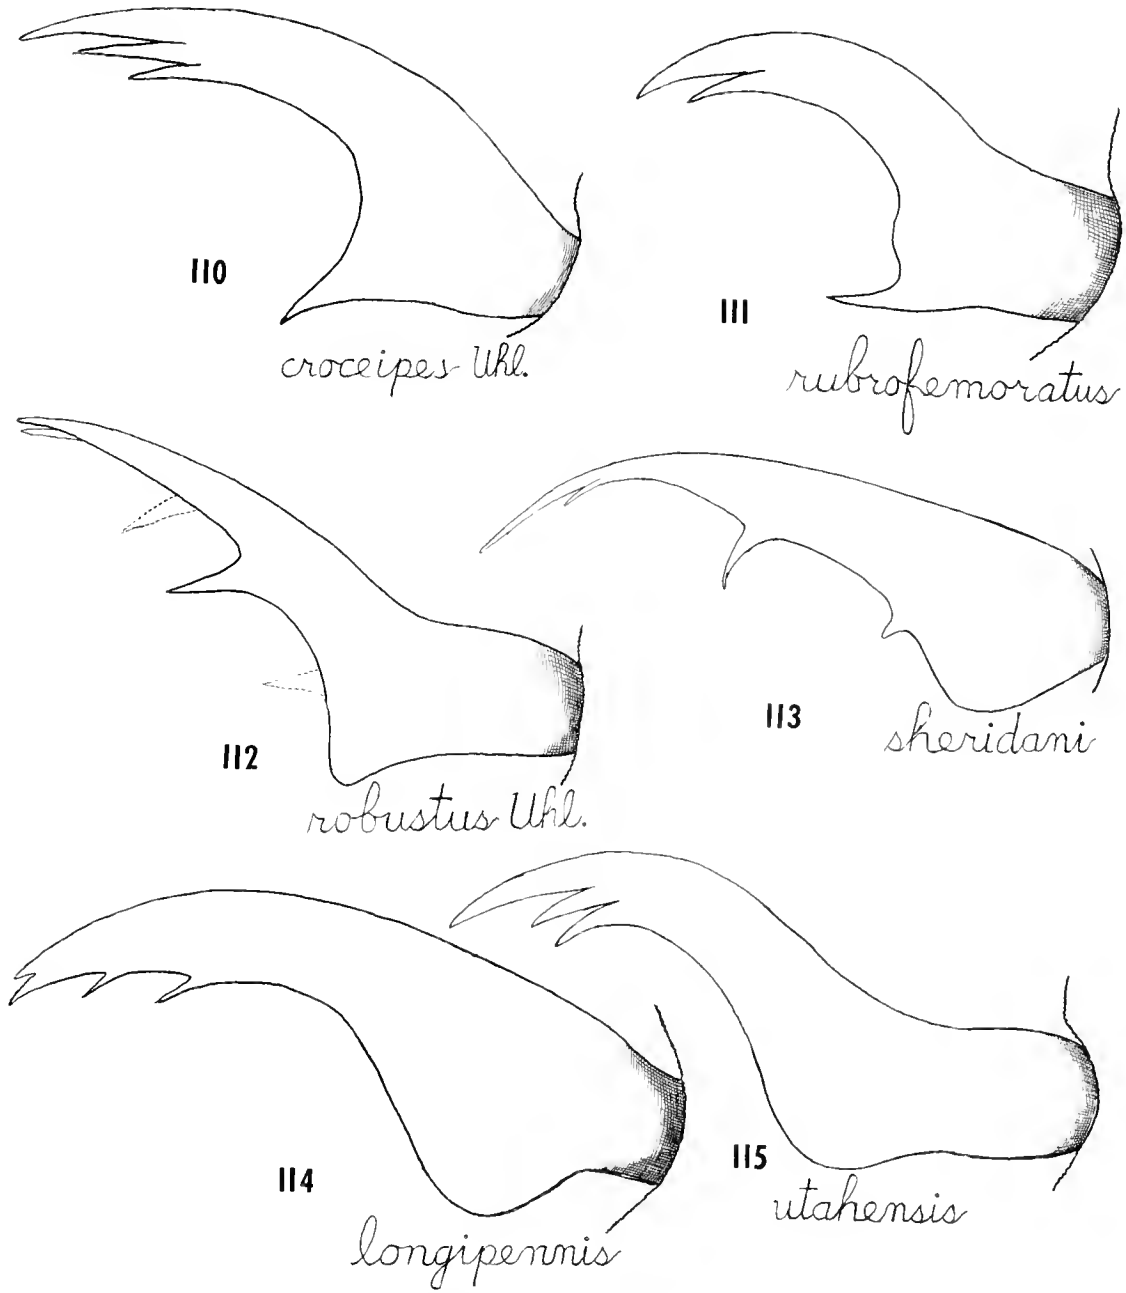 110
croceipes Uhl.
111
rubrofemoratus
112
robustus Uhl.
113
sheridani
114
longipennis
115
utahensis